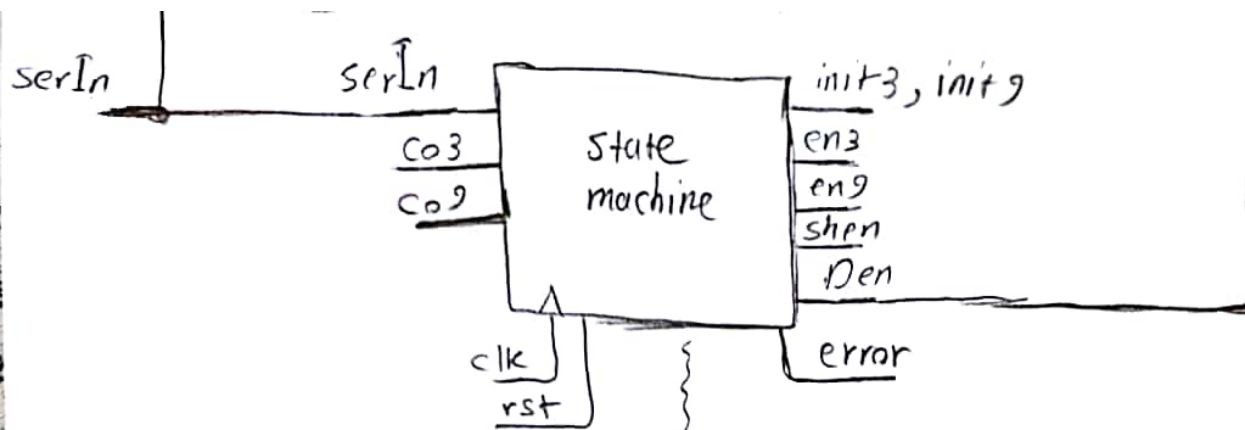 serIn
serIn
Co3
Co9
state
machine
init3, init9
en3
en9
shen
Den
clk
rst
error